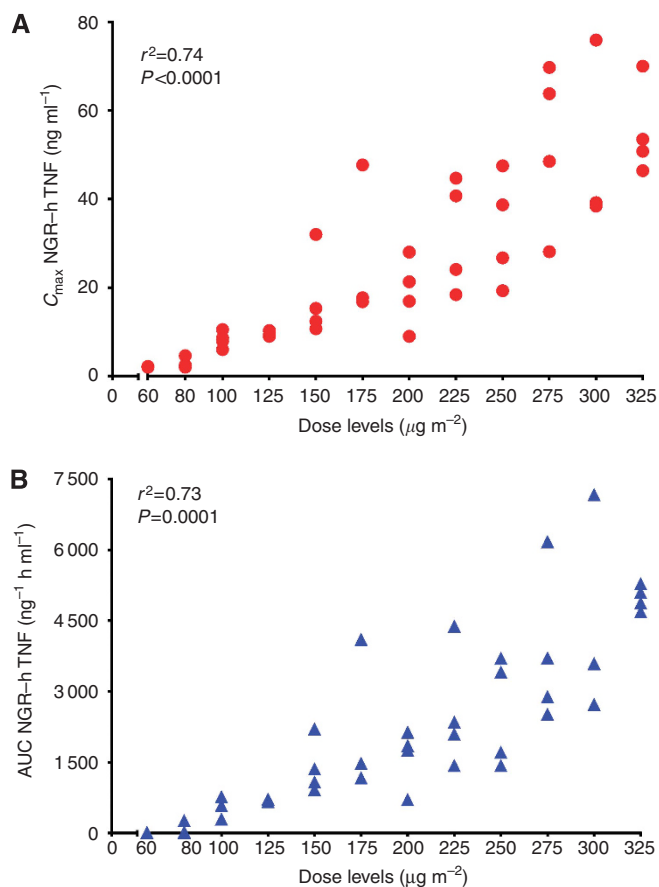 A
r²=0.74
P<0.0001
C max NGR–h TNF (ng ml⁻¹)
80
60
40
20
0
0 60 80 100 125 150 175 200 225 250 275 300 325
Dose levels (μg m⁻²)
B
r²=0.73
P=0.0001
AUC NGR–h TNF (ng⁻¹ h ml⁻¹)
7 500
6 000
4 500
3 000
1 500
0
0 60 80 100 125 150 175 200 225 250 275 300 325
Dose levels (μg m⁻²)